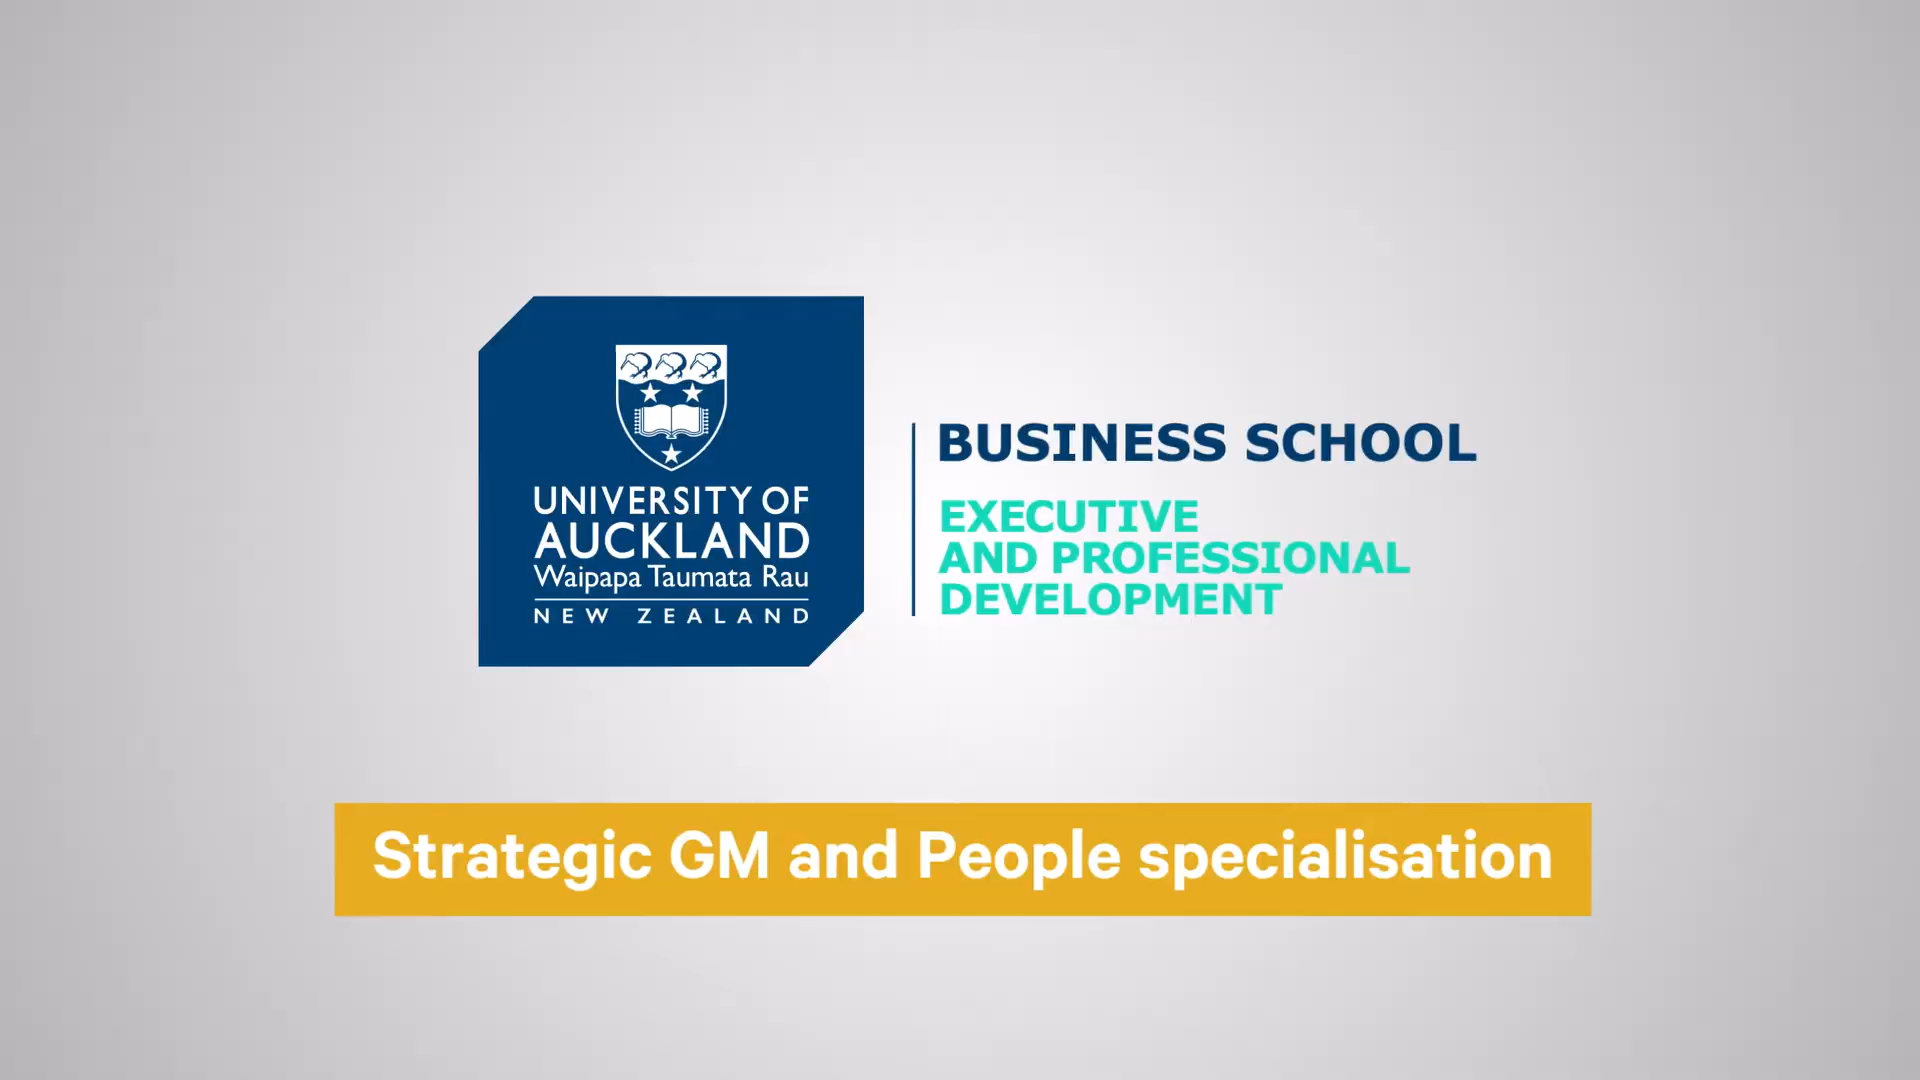 UNIVERSITY OF
AUCKLAND
Waipapa Taumata Rau
NEW ZEALAND
BUSINESS SCHOOL
EXECUTIVE
AND PROFESSIONAL
DEVELOPMENT
Strategic GM and People specialisation